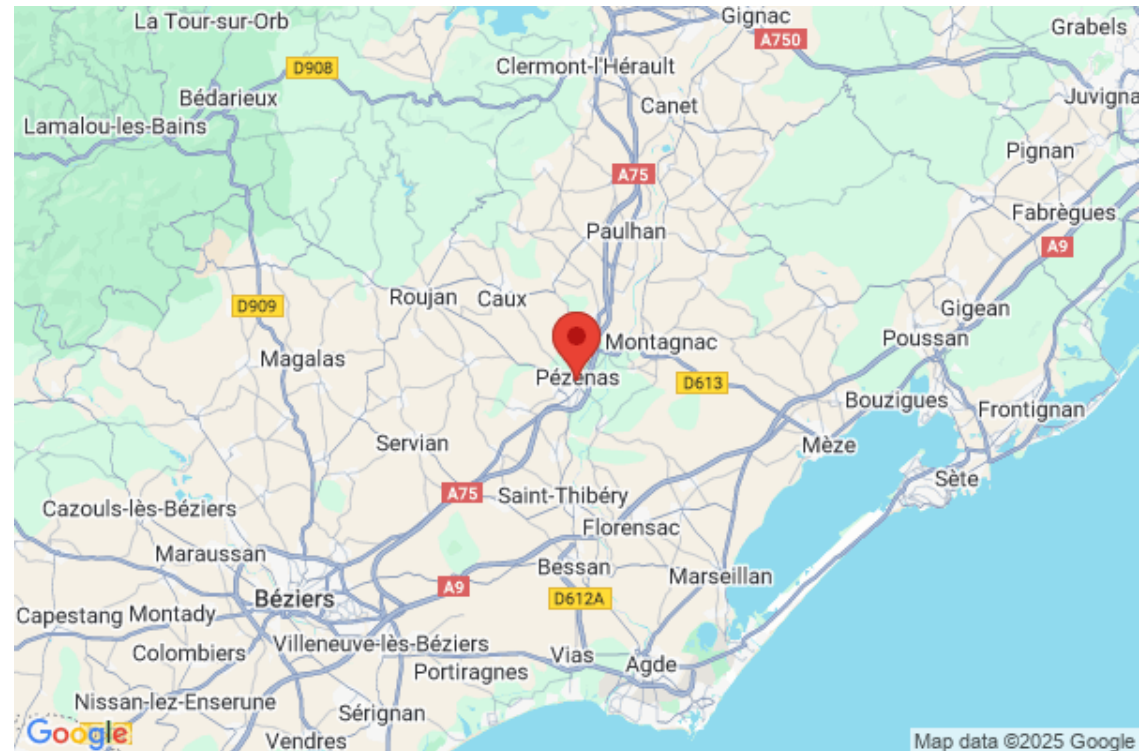 La Tour-sur-Orb
Gignac
Grabels
A750
D908
Clermont-l'Hérault
Bédarieux
Canet
Juvigna
Lamalou-les-Bains
Pignan
A75
Fabrègues
Paulhan
A9
Roujan
Caux
D909
Gigean
Montagnac
Poussan
Magalas
Pézenas
D613
Bouzigues
Frontignan
Servian
Mèze
Sète
A75
Saint-Thibéry
Cazouls-lès-Béziers
Florensac
Maraussan
Bessan
Marseillan
A9
Béziers
D612A
Capestang
Montady
Villeneuve-lès-Béziers
Colombiers
Vias
Agde
Portiragnes
Nissan-lez-Enserune
Sérignan
Google
Vendres
Map data ©2025 Google